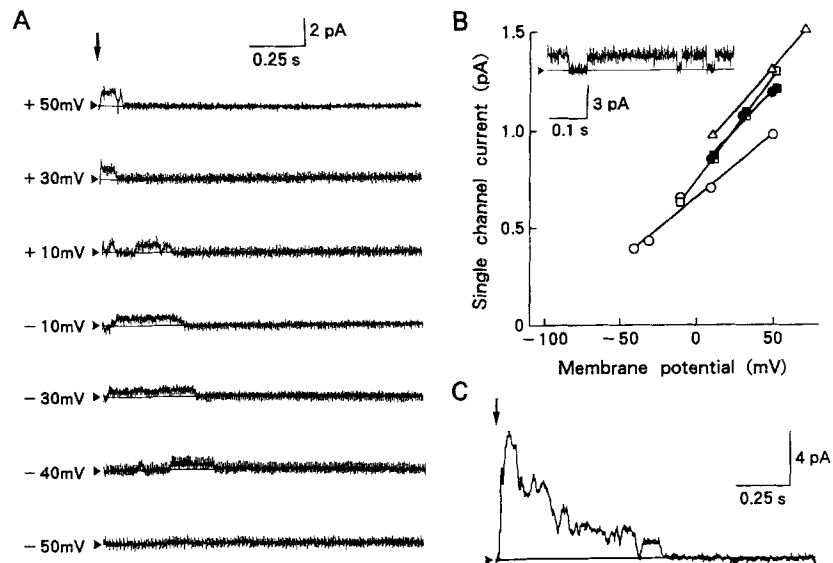 A
2 pA
0.25 s
+ 50mV
+ 30mV
+ 10mV
− 10mV
− 30mV
− 40mV
− 50mV
B
Single channel current (pA)
1.5
1.0
0.5
0
3 pA
0.1 s
−100
−50
0
50
Membrane potential (mV)
C
4 pA
0.25 s